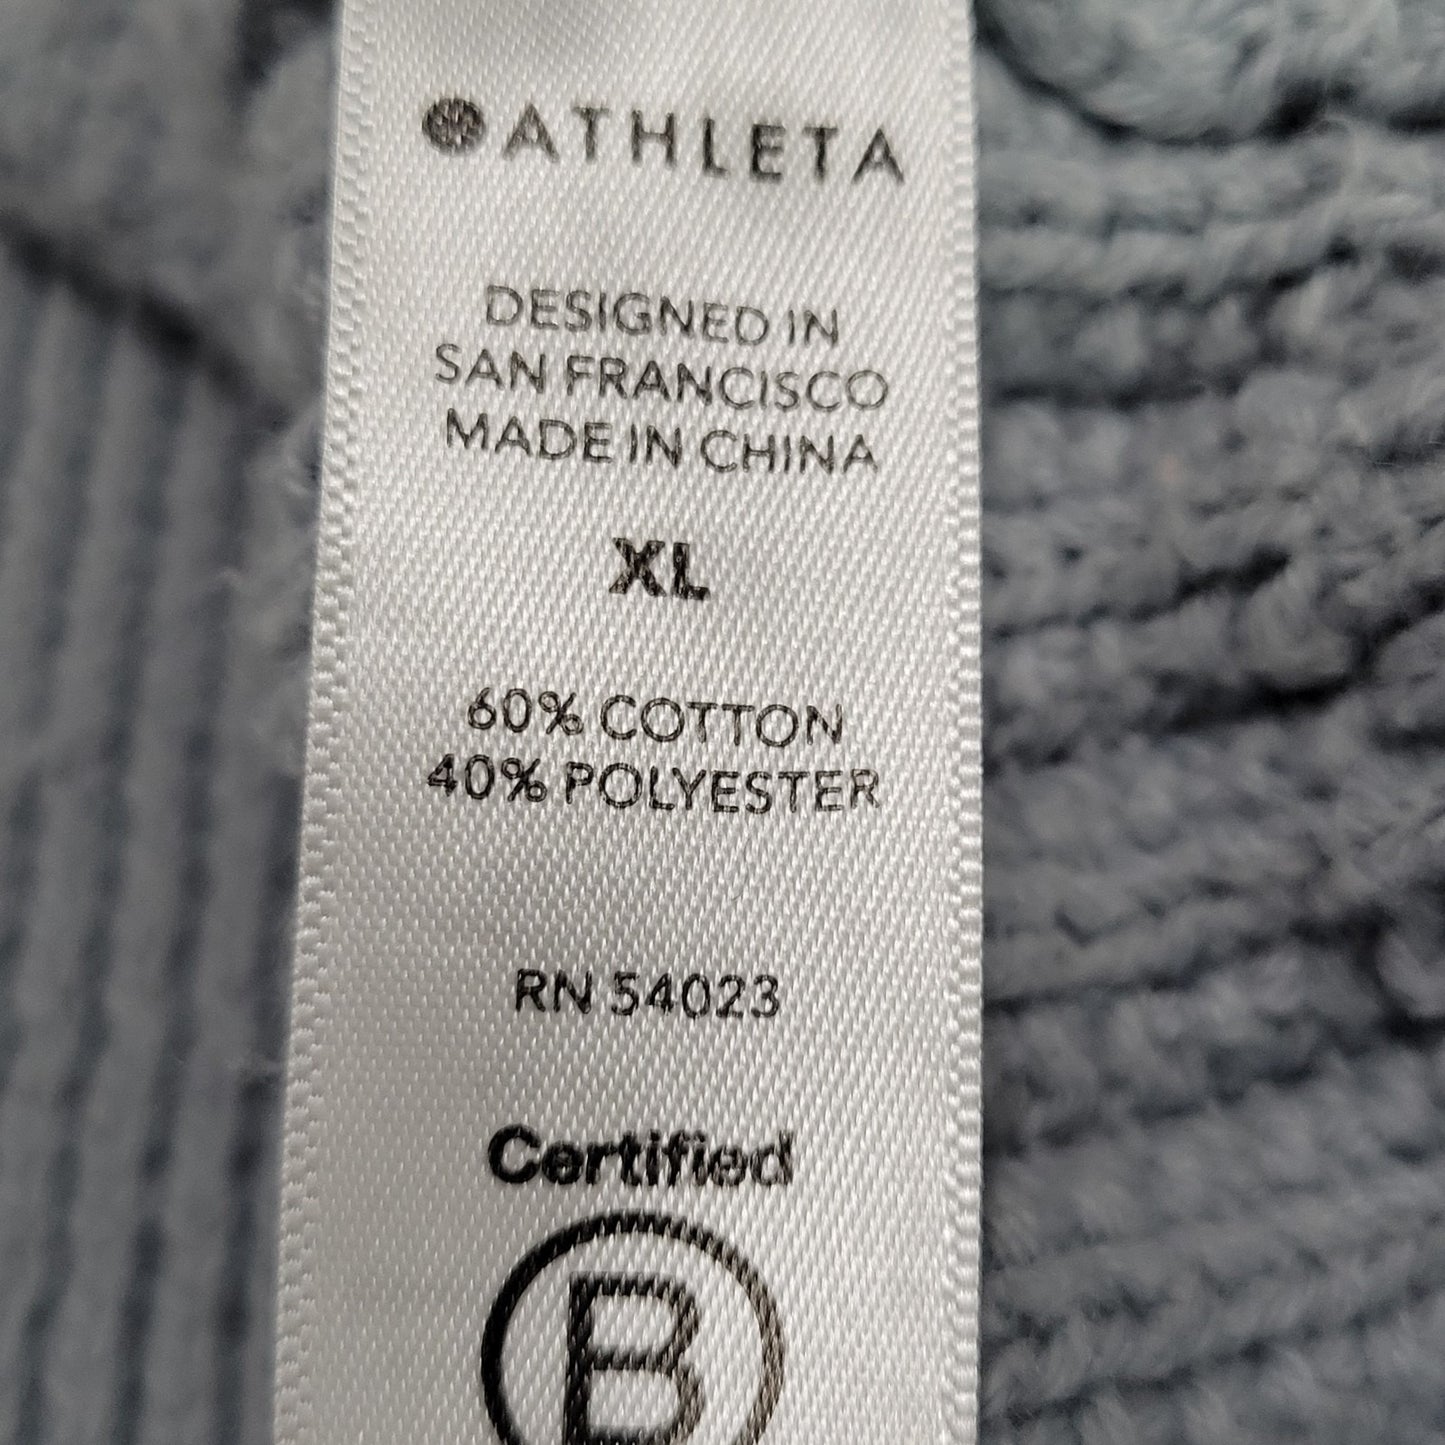 ATHLETA
DESIGNED IN
SAN FRANCISCO
MADE IN CHINA
XL
60% COTTON
40% POLYESTER
RN 54023
Certified
B